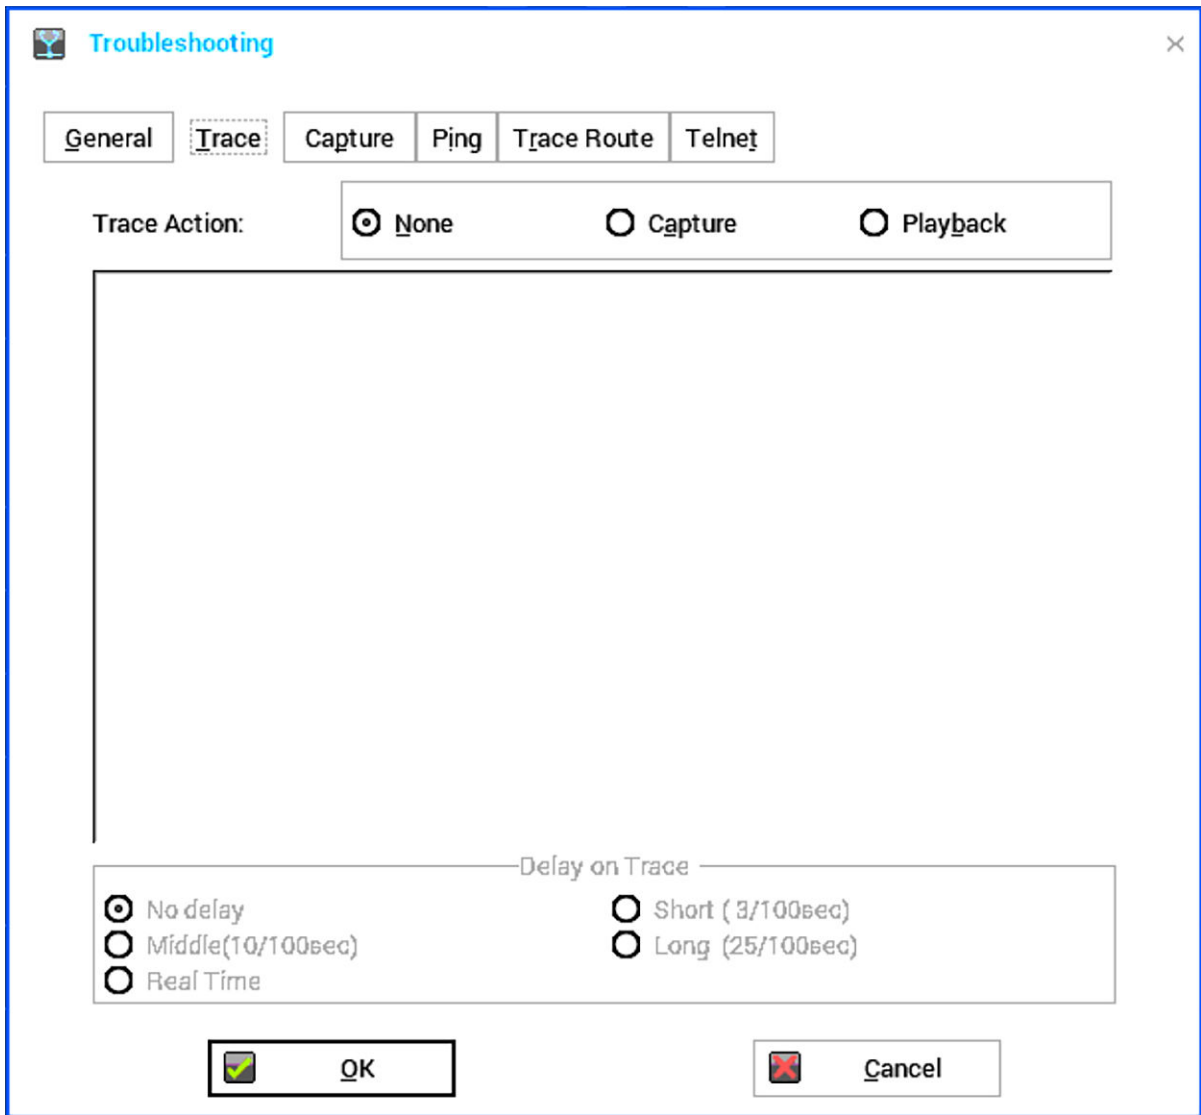 Troubleshooting
General Trace Capture Ping Trace Route Telnet
Trace Action: None Capture Playback
Delay on Trace
No delay Short ( 3/100sec)
Middle(10/100sec) Long (25/100sec)
Real Time
OK Cancel